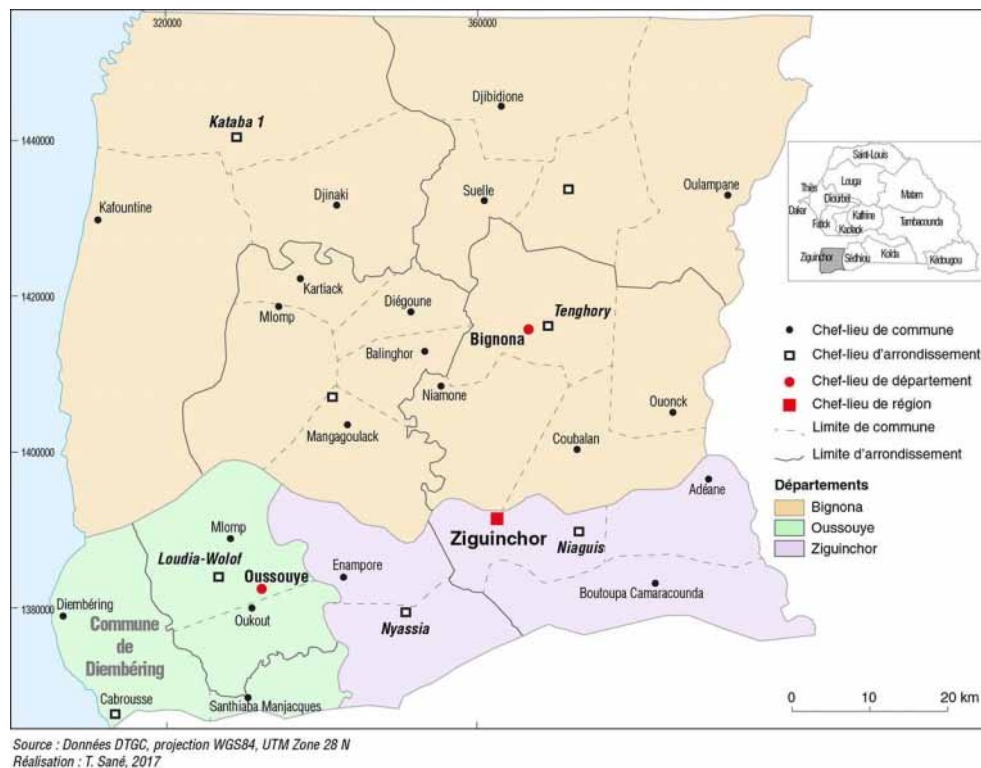 320000
360000
Djibidione
1440000
Kataba 1
Kafountine
Djinaki
Suelle
Oulampane
Saint-Louis
Louga
Thiès
Diourbel
Matam
Dakar
Fatick
Kaffrine
Kaolack
Tambacounda
Ziguinchor
Sédhiou
Kolda
Kédougou
1420000
Kartiack
Mlomp
Diégoune
Tenghory
Bignona
Balinghor
Niamone
Ouonck
Mangagoulack
Coubalan
1400000
Adéane
Mlomp
Ziguinchor
Loudia-Wolof
Oussouye
Enampore
Niaguis
Boutoupa Camaracounda
1380000
Diembéring
Oukout
Nyassia
Commune
de
Diembéring
Cabrousse
Santhiaba Manjacques
Chef-lieu de commune
Chef-lieu d'arrondissement
Chef-lieu de département
Chef-lieu de région
Limite de commune
Limite d'arrondissement
Départements
Bignona
Oussouye
Ziguinchor
0 10 20 km
Source : Données DTGC, projection WGS84, UTM Zone 28 N
Réalisation : T. Sané, 2017